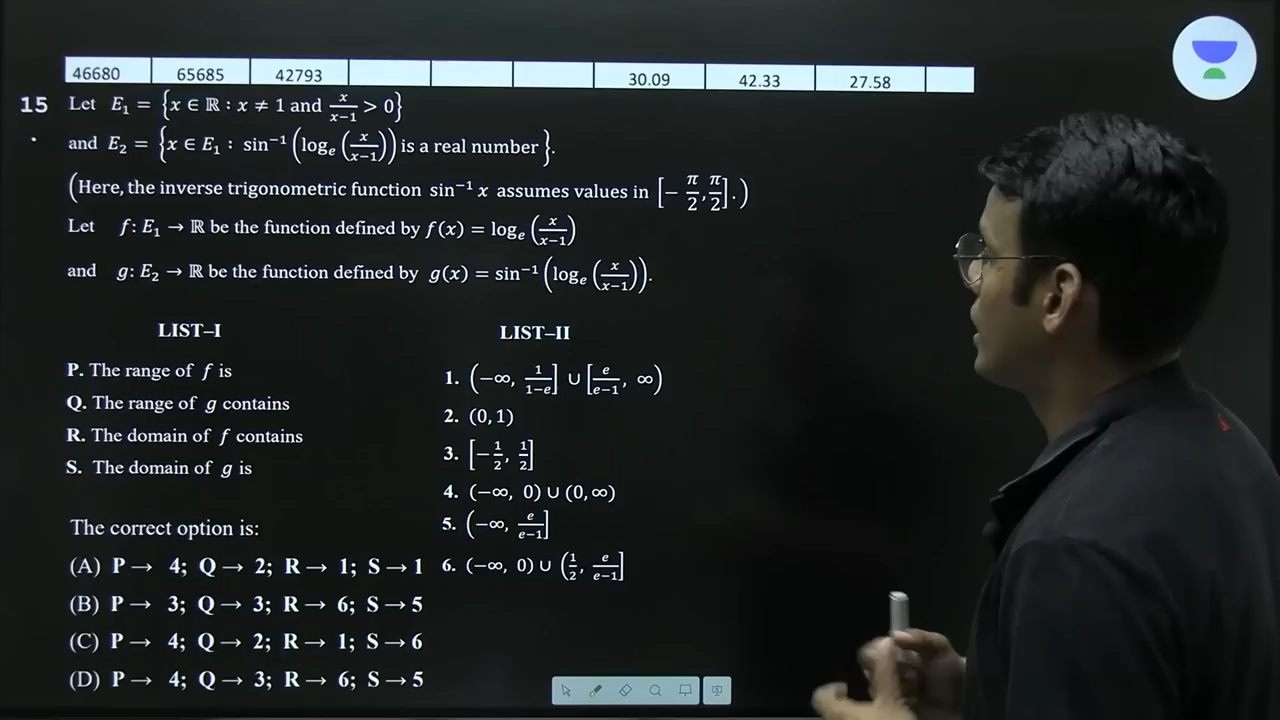 46680 65685 42793 30.09 42.33 27.58
15 Let E₁ = {x ∈ ℝ : x ≠ 1 and x/(x−1) > 0}
. and E₂ = {x ∈ E₁ : sin⁻¹(logₑ(x/(x−1))) is a real number}.
(Here, the inverse trigonometric function sin⁻¹ x assumes values in [−π/2, π/2].)
Let f: E₁ → ℝ be the function defined by f(x) = logₑ(x/(x−1))
and g: E₂ → ℝ be the function defined by g(x) = sin⁻¹(logₑ(x/(x−1))).
LIST–I LIST–II
P. The range of f is 1. (−∞, 1/(1−e)] ∪ [e/(e−1), ∞)
Q. The range of g contains 2. (0, 1)
R. The domain of f contains 3. [−1/2, 1/2]
S. The domain of g is 4. (−∞, 0) ∪ (0, ∞)
5. (−∞, e/(e−1)]
The correct option is:
(A) P → 4; Q → 2; R → 1; S → 1 6. (−∞, 0) ∪ (1/2, e/(e−1)]
(B) P → 3; Q → 3; R → 6; S → 5
(C) P → 4; Q → 2; R → 1; S → 6
(D) P → 4; Q → 3; R → 6; S → 5